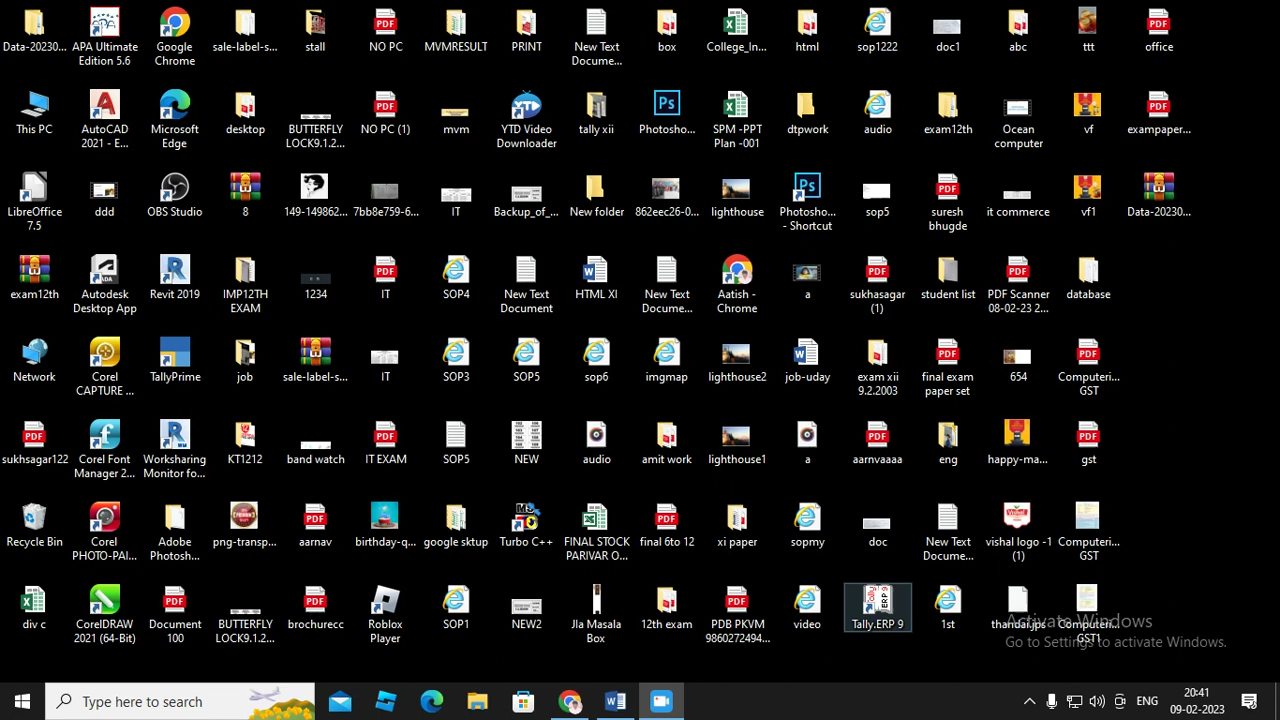 Data-20230... APA Ultimate Google sale-label-s... stall NO PC MVMRESULT PRINT New Text box College_In... html sop1222 doc1 abc ttt office
Edition 5.6 Chrome Docume...
This PC AutoCAD Microsoft desktop BUTTERFLY NO PC (1) mvm YTD Video tally xii Photosho... SPM -PPT dtpwork audio exam12th Ocean vf exampaper...
2021 - E... Edge LOCK9.1.2... Downloader Plan -001 computer
LibreOffice ddd OBS Studio 8 149-149862... 7bb8e759-6... IT Backup_of_... New folder 862eec26-0... lighthouse Photosho... sop5 suresh it commerce vf1 Data-20230...
7.5 - Shortcut bhugde
exam12th Autodesk Revit 2019 IMP12TH 1234 IT SOP4 New Text HTML XI New Text Aatish - a sukhasagar student list PDF Scanner database
Desktop App EXAM Document Docume... Chrome (1) 08-02-23 2...
Network Corel TallyPrime job sale-label-s... IT SOP3 SOP5 sop6 imgmap lighthouse2 job-uday exam xii final exam 654 Computeri...
CAPTURE ... 9.2.2003 paper set GST
sukhsagar122 Corel Font Worksharing KT1212 band watch IT EXAM SOP5 NEW audio amit work lighthouse1 a aarnvaaaa eng happy-ma... gst
Manager 2... Monitor fo...
Recycle Bin Corel Adobe png-transp... aarnav birthday-q... google sktup Turbo C++ FINAL STOCK final 6to 12 xi paper sopmy doc New Text vishal logo -1 Computeri...
PHOTO-PAI... Photosh... PARIVAR O... Docume... (1) GST
div c CorelDRAW Document BUTTERFLY brochurecc Roblox SOP1 NEW2 JIa Masala 12th exam PDB PKVM video Tally.ERP 9 1st thandai.jps Computeri...
2021 (64-Bit) 100 LOCK9.1.2... Player Box 9860272494... GST1
Activate Windows
Go to Settings to activate Windows.
Type here to search ENG 20:41
09-02-2023